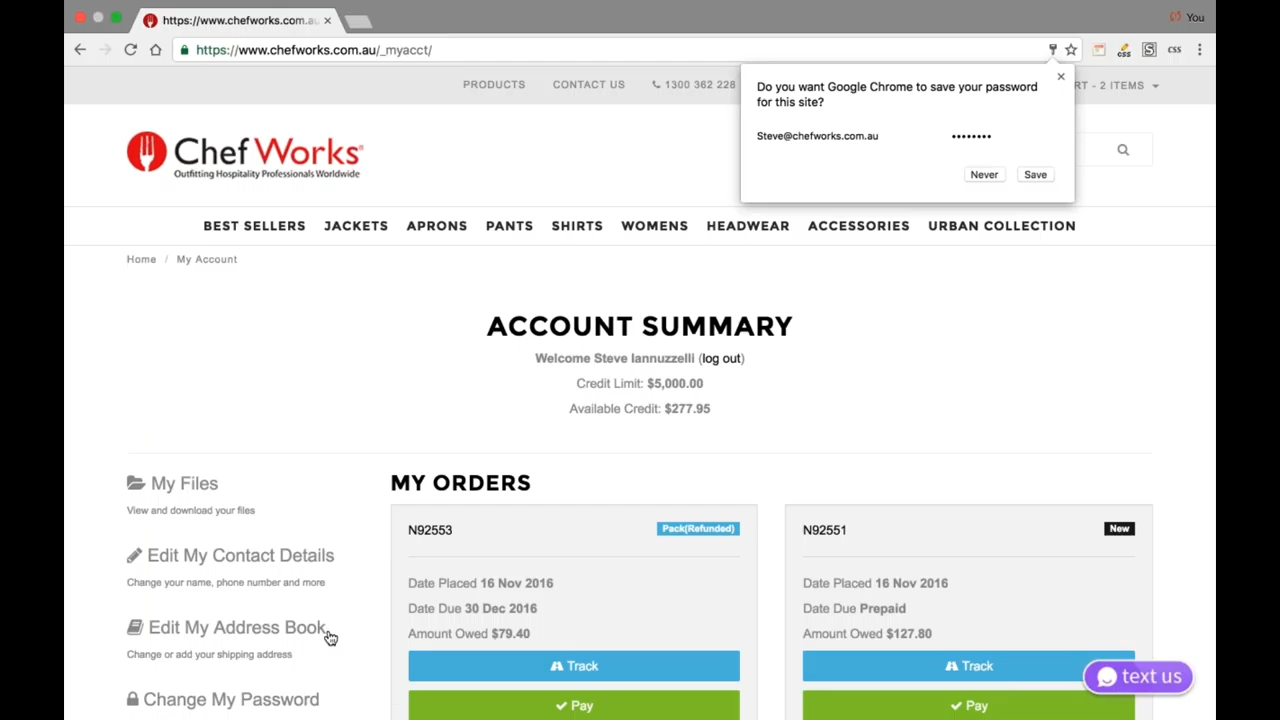 https://www.chefworks.com.au
You
https://www.chefworks.com.au/_myacct/
css
S
css
PRODUCTS
CONTACT US
1300 362 228
RT - 2 ITEMS
Do you want Google Chrome to save your password
for this site?
Steve@chefworks.com.au
••••••••
Never
Save
Chef Works®
Outfitting Hospitality Professionals Worldwide
BEST SELLERS JACKETS APRONS PANTS SHIRTS WOMENS HEADWEAR ACCESSORIES URBAN COLLECTION
Home / My Account
ACCOUNT SUMMARY
Welcome Steve Iannuzzelli (log out)
Credit Limit: $5,000.00
Available Credit: $277.95
My Files
View and download your files
Edit My Contact Details
Change your name, phone number and more
Edit My Address Book
Change or add your shipping address
Change My Password
MY ORDERS
N92553
Pack(Refunded)
Date Placed 16 Nov 2016
Date Due 30 Dec 2016
Amount Owed $79.40
Track
Pay
N92551
New
Date Placed 16 Nov 2016
Date Due Prepaid
Amount Owed $127.80
Track
Pay
text us